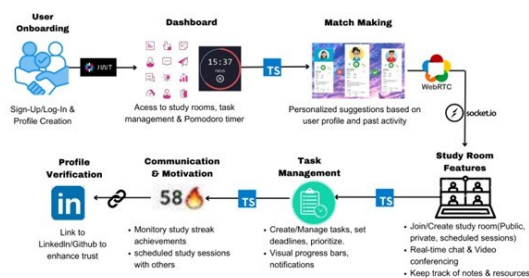 User
Onboarding
JWT
Sign-Up/Log-In &
Profile Creation
Dashboard
15:37
Acess to study rooms, task
management & Pomodoro timer
TS
Match Making
Personalized suggestions based on
user profile and past activity
WebRTC
socket.io
Study Room
Features
Join/Create study room(Public,
private, scheduled sessions)
Real-time chat & Video
conferencing
Keep track of notes & resources
TS
Task
Management
Create/Manage tasks, set
deadlines, prioritize.
Visual progress bars,
notifications
TS
Communication
& Motivation
58🔥
Monitory study streak
achievements
scheduled study sessions
with others
Profile
Verification
in
Link to
LinkedIn/Github to
enhance trust